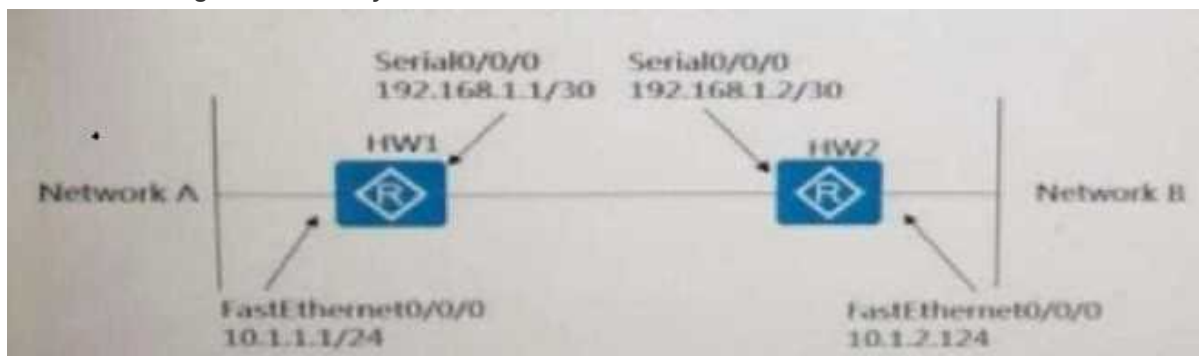 Serial0/0/0
192.168.1.1/30
Serial0/0/0
192.168.1.2/30
HW1
HW2
Network A
Network B
FastEthernet0/0/0
10.1.1.1/24
FastEthernet0/0/0
10.1.2.124